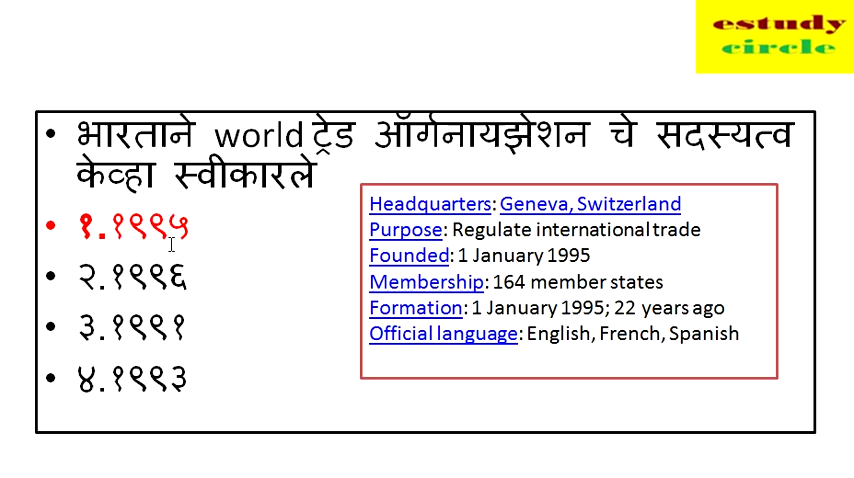 estudy
circle
• भारताने world ट्रेड ऑर्गनायझेशन चे सदस्यत्व
केव्हा स्वीकारले
• १.१९९५
• २.१९९६
• ३.१९९१
• ४.१९९३
Headquarters: Geneva, Switzerland
Purpose: Regulate international trade
Founded: 1 January 1995
Membership: 164 member states
Formation: 1 January 1995; 22 years ago
Official language: English, French, Spanish